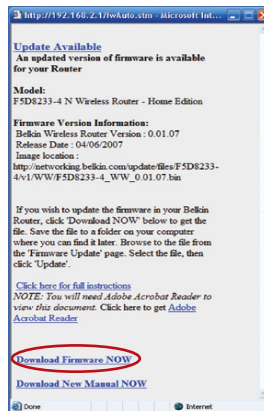 http://192.168.2.1/fwAuto.stm - Microsoft Int...
Update Available
An updated version of firmware is available
for your Router
Model:
F5D8233-4 N Wireless Router - Home Edition
Firmware Version Information:
Belkin Wireless Router Version : 0.01.07
Release Date : 04/06/2007
Image location :
http://networking.belkin.com/update/files/F5D8233-
4/v1/WW/F5D8233-4_WW_0.01.07.bin
If you wish to update the firmware in your Belkin
Router, click 'Download NOW' below to get the
file. Save the file to a folder on your computer
where you can find it later. Browse to the file from
the 'Firmware Update' page. Select the file, then
click 'Update'.
Click here for full instructions
NOTE: You will need Adobe Acrobat Reader to
view this document. Click here to get Adobe
Acrobat Reader
Download Firmware NOW
Download New Manual NOW
Done
Internet